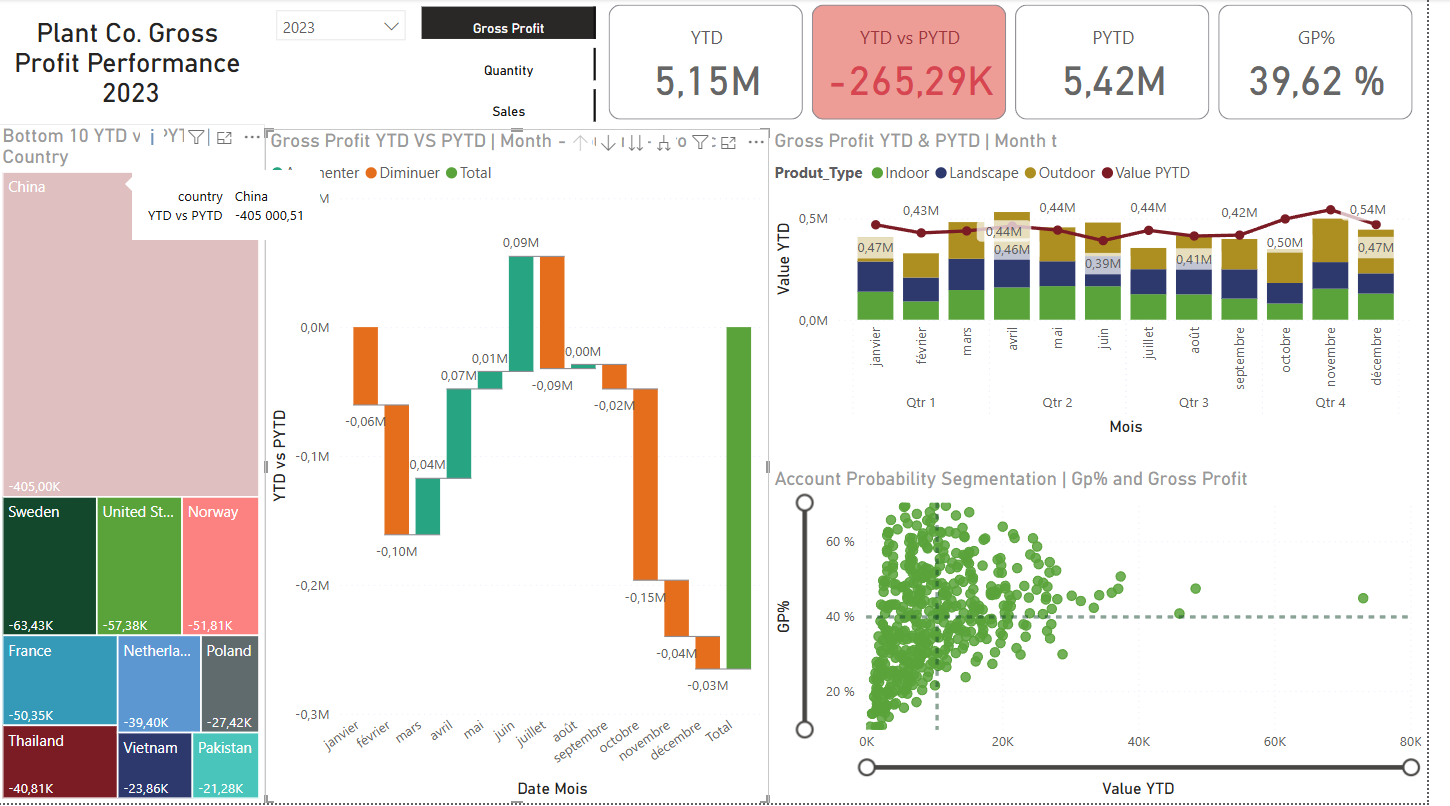 Plant Co. Gross
Profit Performance
2023
2023
Gross Profit
Quantity
Sales
YTD
5,15M
YTD vs PYTD
-265,29K
PYTD
5,42M
GP%
39,62 %
Bottom 10 YTD v
Country
China
-405,00K
country China
YTD vs PYTD -405 000,51
Sweden
-63,43K
United St...
-57,38K
Norway
-51,81K
France
-50,35K
Netherla...
-39,40K
Poland
-27,42K
Thailand
-40,81K
Vietnam
-23,86K
Pakistan
-21,28K
Gross Profit YTD VS PYTD | Month -
Diminuer Total
YTD vs PYTD
0,0M
-0,1M
-0,2M
-0,3M
-0,06M
-0,10M
0,04M
0,07M
0,01M
0,09M
-0,09M
0,00M
-0,02M
-0,15M
-0,04M
-0,03M
janvier
février
mars
avril
mai
juin
juillet
août
septembre
octobre
novembre
décembre
Total
Date Mois
Gross Profit YTD & PYTD | Month t
Produt_Type Indoor Landscape Outdoor Value PYTD
Value YTD
0,5M
0,0M
0,47M
0,43M
0,44M
0,46M
0,44M
0,39M
0,44M
0,41M
0,42M
0,50M
0,54M
0,47M
janvier
février
mars
avril
mai
juin
juillet
août
septembre
octobre
novembre
décembre
Qtr 1
Qtr 2
Qtr 3
Qtr 4
Mois
Account Probability Segmentation | Gp% and Gross Profit
GP%
60 %
40 %
20 %
0K
20K
40K
60K
80K
Value YTD